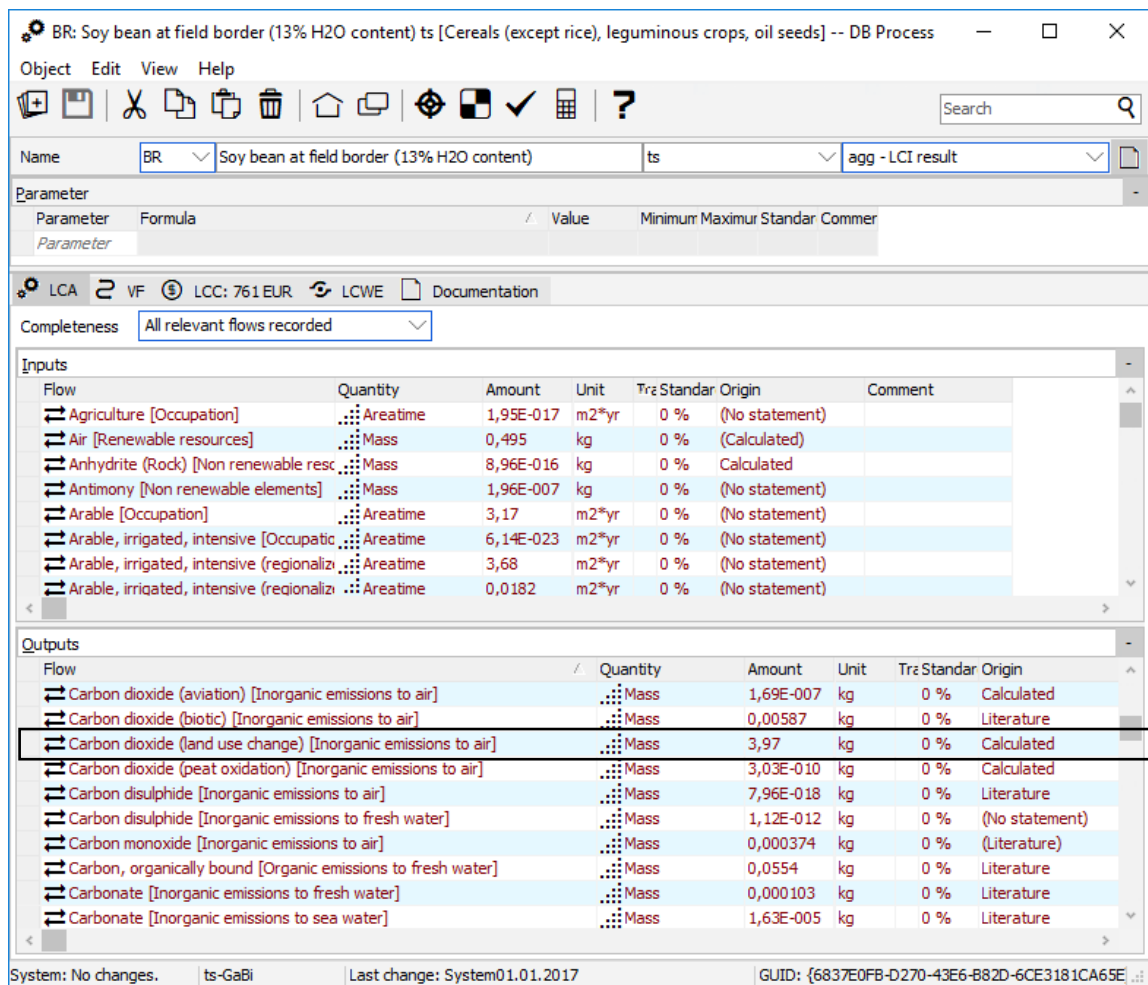 BR: Soy bean at field border (13% H2O content) ts [Cereals (except rice), leguminous crops, oil seeds] -- DB Process
Object Edit View Help
? Search
Name BR Soy bean at field border (13% H2O content) ts agg - LCI result
Parameter -
Parameter Formula Value Minimum Maximur Standar Commer
Parameter
LCA VF LCC: 761 EUR LCWE Documentation
Completeness All relevant flows recorded
Inputs -
Flow Quantity Amount Unit Tra Standar Origin Comment
Agriculture [Occupation] Areatime 1,95E-017 m2*yr 0 % (No statement)
Air [Renewable resources] Mass 0,495 kg 0 % (Calculated)
Anhydrite (Rock) [Non renewable resc Mass 8,96E-016 kg 0 % Calculated
Antimony [Non renewable elements] Mass 1,96E-007 kg 0 % (No statement)
Arable [Occupation] Areatime 3,17 m2*yr 0 % (No statement)
Arable, irrigated, intensive [Occupatio Areatime 6,14E-023 m2*yr 0 % (No statement)
Arable, irrigated, intensive (regionalize Areatime 3,68 m2*yr 0 % (No statement)
Arable, irrigated, intensive (regionalize Areatime 0,0182 m2*yr 0 % (No statement)
Outputs -
Flow Quantity Amount Unit Tra Standar Origin
Carbon dioxide (aviation) [Inorganic emissions to air] Mass 1,69E-007 kg 0 % Calculated
Carbon dioxide (biotic) [Inorganic emissions to air] Mass 0,00587 kg 0 % Literature
Carbon dioxide (land use change) [Inorganic emissions to air] Mass 3,97 kg 0 % Calculated
Carbon dioxide (peat oxidation) [Inorganic emissions to air] Mass 3,03E-010 kg 0 % Calculated
Carbon disulphide [Inorganic emissions to air] Mass 7,96E-018 kg 0 % Literature
Carbon disulphide [Inorganic emissions to fresh water] Mass 1,12E-012 kg 0 % (No statement)
Carbon monoxide [Inorganic emissions to air] Mass 0,000374 kg 0 % (Literature)
Carbon, organically bound [Organic emissions to fresh water] Mass 0,0554 kg 0 % Literature
Carbonate [Inorganic emissions to fresh water] Mass 0,000103 kg 0 % Literature
Carbonate [Inorganic emissions to sea water] Mass 1,63E-005 kg 0 % Literature
System: No changes. ts-GaBi Last change: System01.01.2017 GUID: {6837E0FB-D270-43E6-B82D-6CE3181CA65E